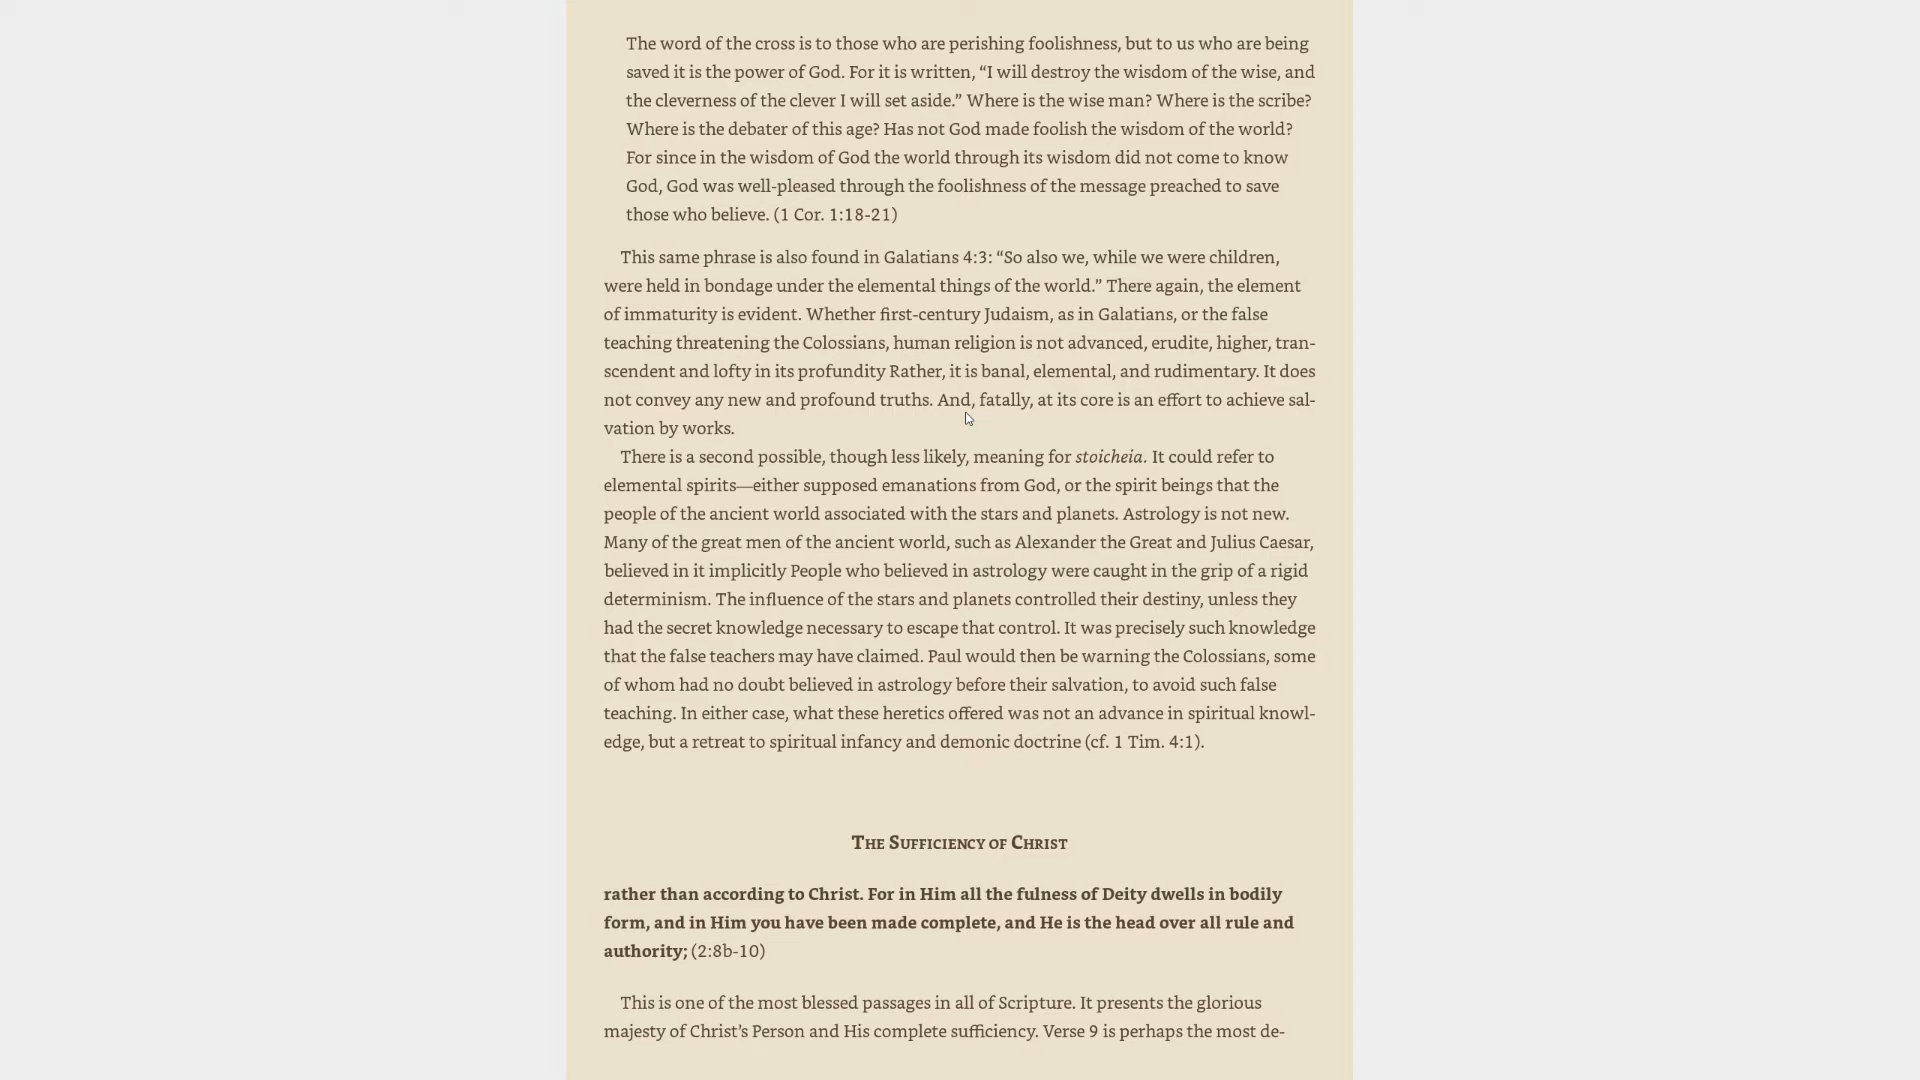 The word of the cross is to those who are perishing foolishness, but to us who are being
saved it is the power of God. For it is written, “I will destroy the wisdom of the wise, and
the cleverness of the clever I will set aside.” Where is the wise man? Where is the scribe?
Where is the debater of this age? Has not God made foolish the wisdom of the world?
For since in the wisdom of God the world through its wisdom did not come to know
God, God was well-pleased through the foolishness of the message preached to save
those who believe. (1 Cor. 1:18-21)
This same phrase is also found in Galatians 4:3: “So also we, while we were children,
were held in bondage under the elemental things of the world.” There again, the element
of immaturity is evident. Whether first-century Judaism, as in Galatians, or the false
teaching threatening the Colossians, human religion is not advanced, erudite, higher, tran-
scendent and lofty in its profundity Rather, it is banal, elemental, and rudimentary. It does
not convey any new and profound truths. And, fatally, at its core is an effort to achieve sal-
vation by works.
There is a second possible, though less likely, meaning for stoicheia. It could refer to
elemental spirits—either supposed emanations from God, or the spirit beings that the
people of the ancient world associated with the stars and planets. Astrology is not new.
Many of the great men of the ancient world, such as Alexander the Great and Julius Caesar,
believed in it implicitly People who believed in astrology were caught in the grip of a rigid
determinism. The influence of the stars and planets controlled their destiny, unless they
had the secret knowledge necessary to escape that control. It was precisely such knowledge
that the false teachers may have claimed. Paul would then be warning the Colossians, some
of whom had no doubt believed in astrology before their salvation, to avoid such false
teaching. In either case, what these heretics offered was not an advance in spiritual knowl-
edge, but a retreat to spiritual infancy and demonic doctrine (cf. 1 Tim. 4:1).
The Sufficiency of Christ
rather than according to Christ. For in Him all the fulness of Deity dwells in bodily
form, and in Him you have been made complete, and He is the head over all rule and
authority; (2:8b-10)
This is one of the most blessed passages in all of Scripture. It presents the glorious
majesty of Christ’s Person and His complete sufficiency. Verse 9 is perhaps the most de-